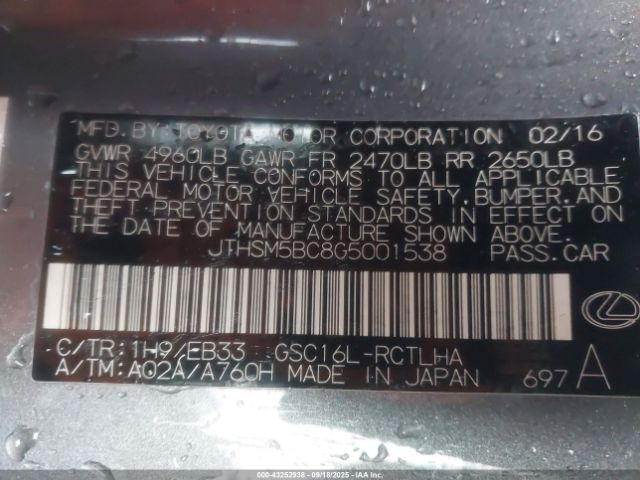 MFD.BY:TOYOTA MOTOR CORPORATION 02/16
GVWR 4960LB GAWR FR 2470LB RR 2650LB
THIS VEHICLE CONFORMS TO ALL APPLICABLE
FEDERAL MOTOR VEHICLE SAFETY,BUMPER,AND
THEFT PREVENTION STANDARDS IN EFFECT ON
THE DATE OF MANUFACTURE SHOWN ABOVE.
JTHSM5BC8G5001538 PASS.CAR
C/TR:1H9/EB33 GSC16L-RCTLHA
A/TM:A02A/A760H MADE IN JAPAN 697A
000-43252938 - 09/18/2025 - IAA Inc.